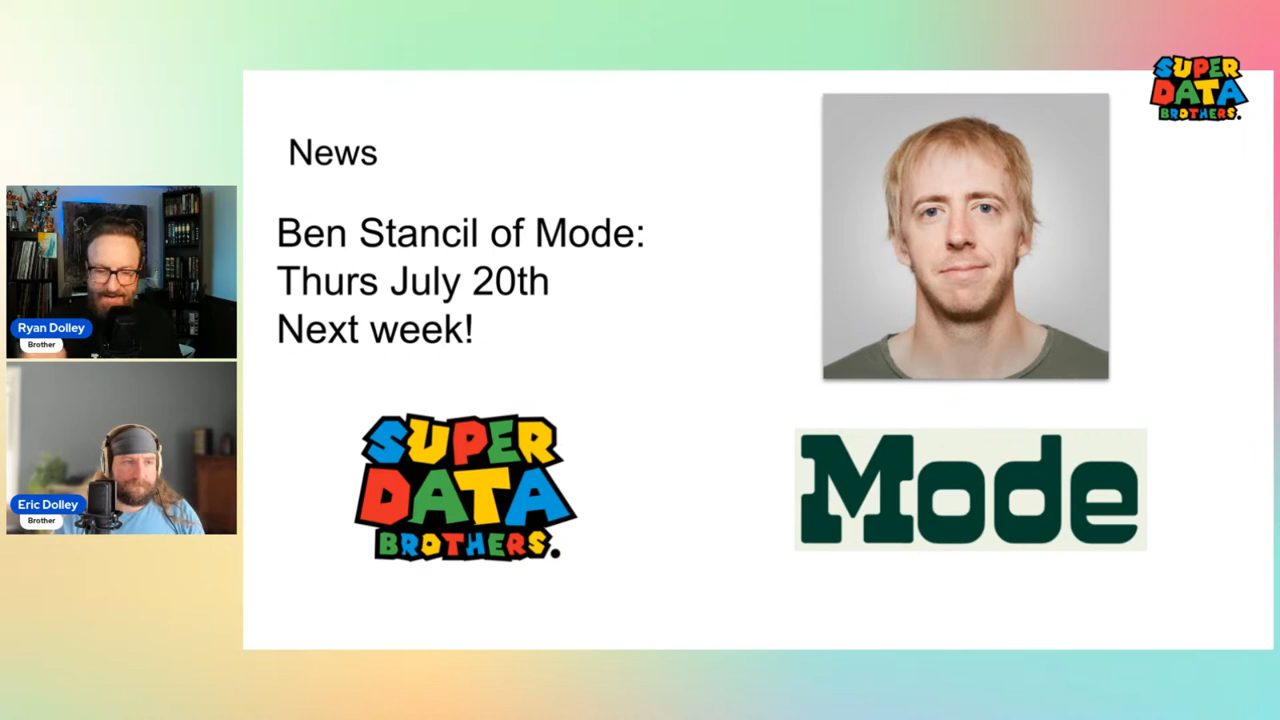 SUPER
DATA
BROTHERS.
News
Ben Stancil of Mode:
Thurs July 20th
Next week!
Ryan Dolley
Brother
Eric Dolley
Brother
SUPER
DATA
BROTHERS.
Mode